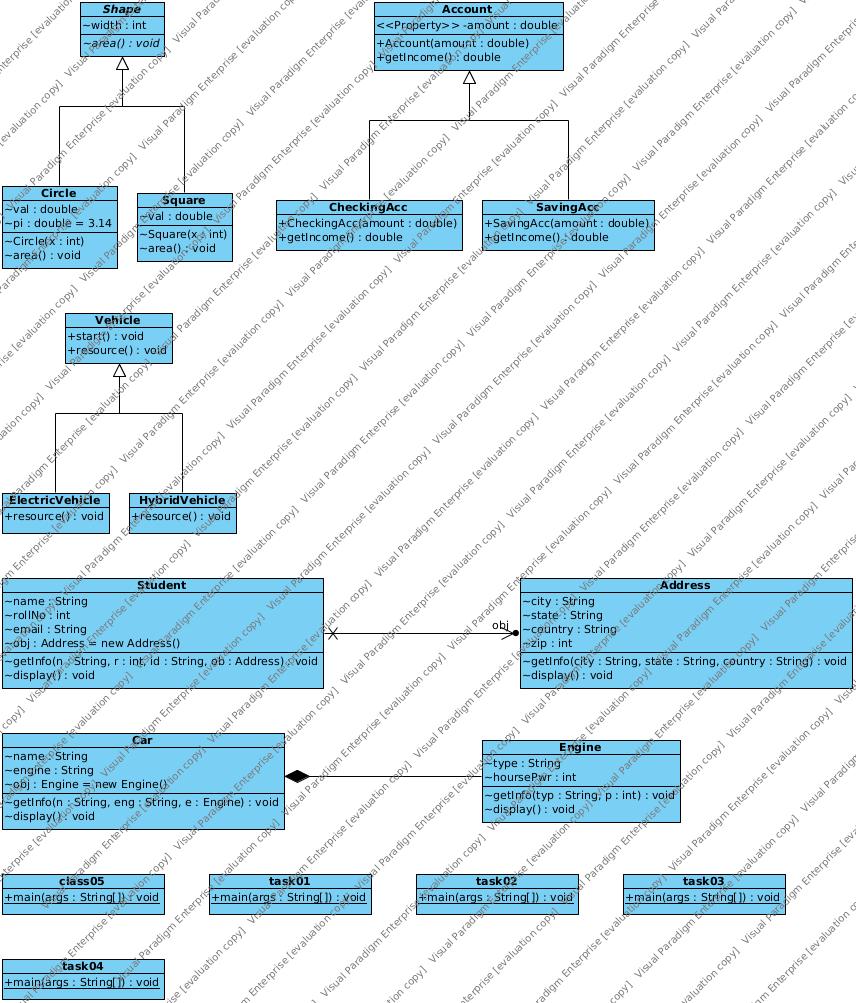 Shape
~width : int
~area() : void
Account
<<Property>> -amount : double
+Account(amount : double)
+getIncome() : double
Circle
~val : double
~pi : double = 3.14
~Circle(x : int)
~area() : void
Square
~val : double
~Square(x : int)
~area() : void
CheckingAcc
+CheckingAcc(amount : double)
+getIncome() : double
SavingAcc
+SavingAcc(amount : double)
+getIncome() : double
Vehicle
+start() : void
+resource() : void
ElectricVehicle
+resource() : void
HybridVehicle
+resource() : void
Student
~name : String
~rollNo : int
~email : String
~obj : Address = new Address()
~getInfo(n : String, r : int, id : String, ob : Address) : void
~display() : void
obj
Address
~city : String
~state : String
~country : String
~zip : int
~getInfo(city : String, state : String, country : String) : void
~display() : void
Car
~name : String
~engine : String
~obj : Engine = new Engine()
~getInfo(n : String, eng : String, e : Engine) : void
~display() : void
Engine
~type : String
~hoursePwr : int
~getInfo(typ : String, p : int) : void
~display() : void
class05
+main(args : String[]) : void
task01
+main(args : String[]) : void
task02
+main(args : String[]) : void
task03
+main(args : String[]) : void
task04
+main(args : String[]) : void
Visual Paradigm Enterprise [evaluation copy]